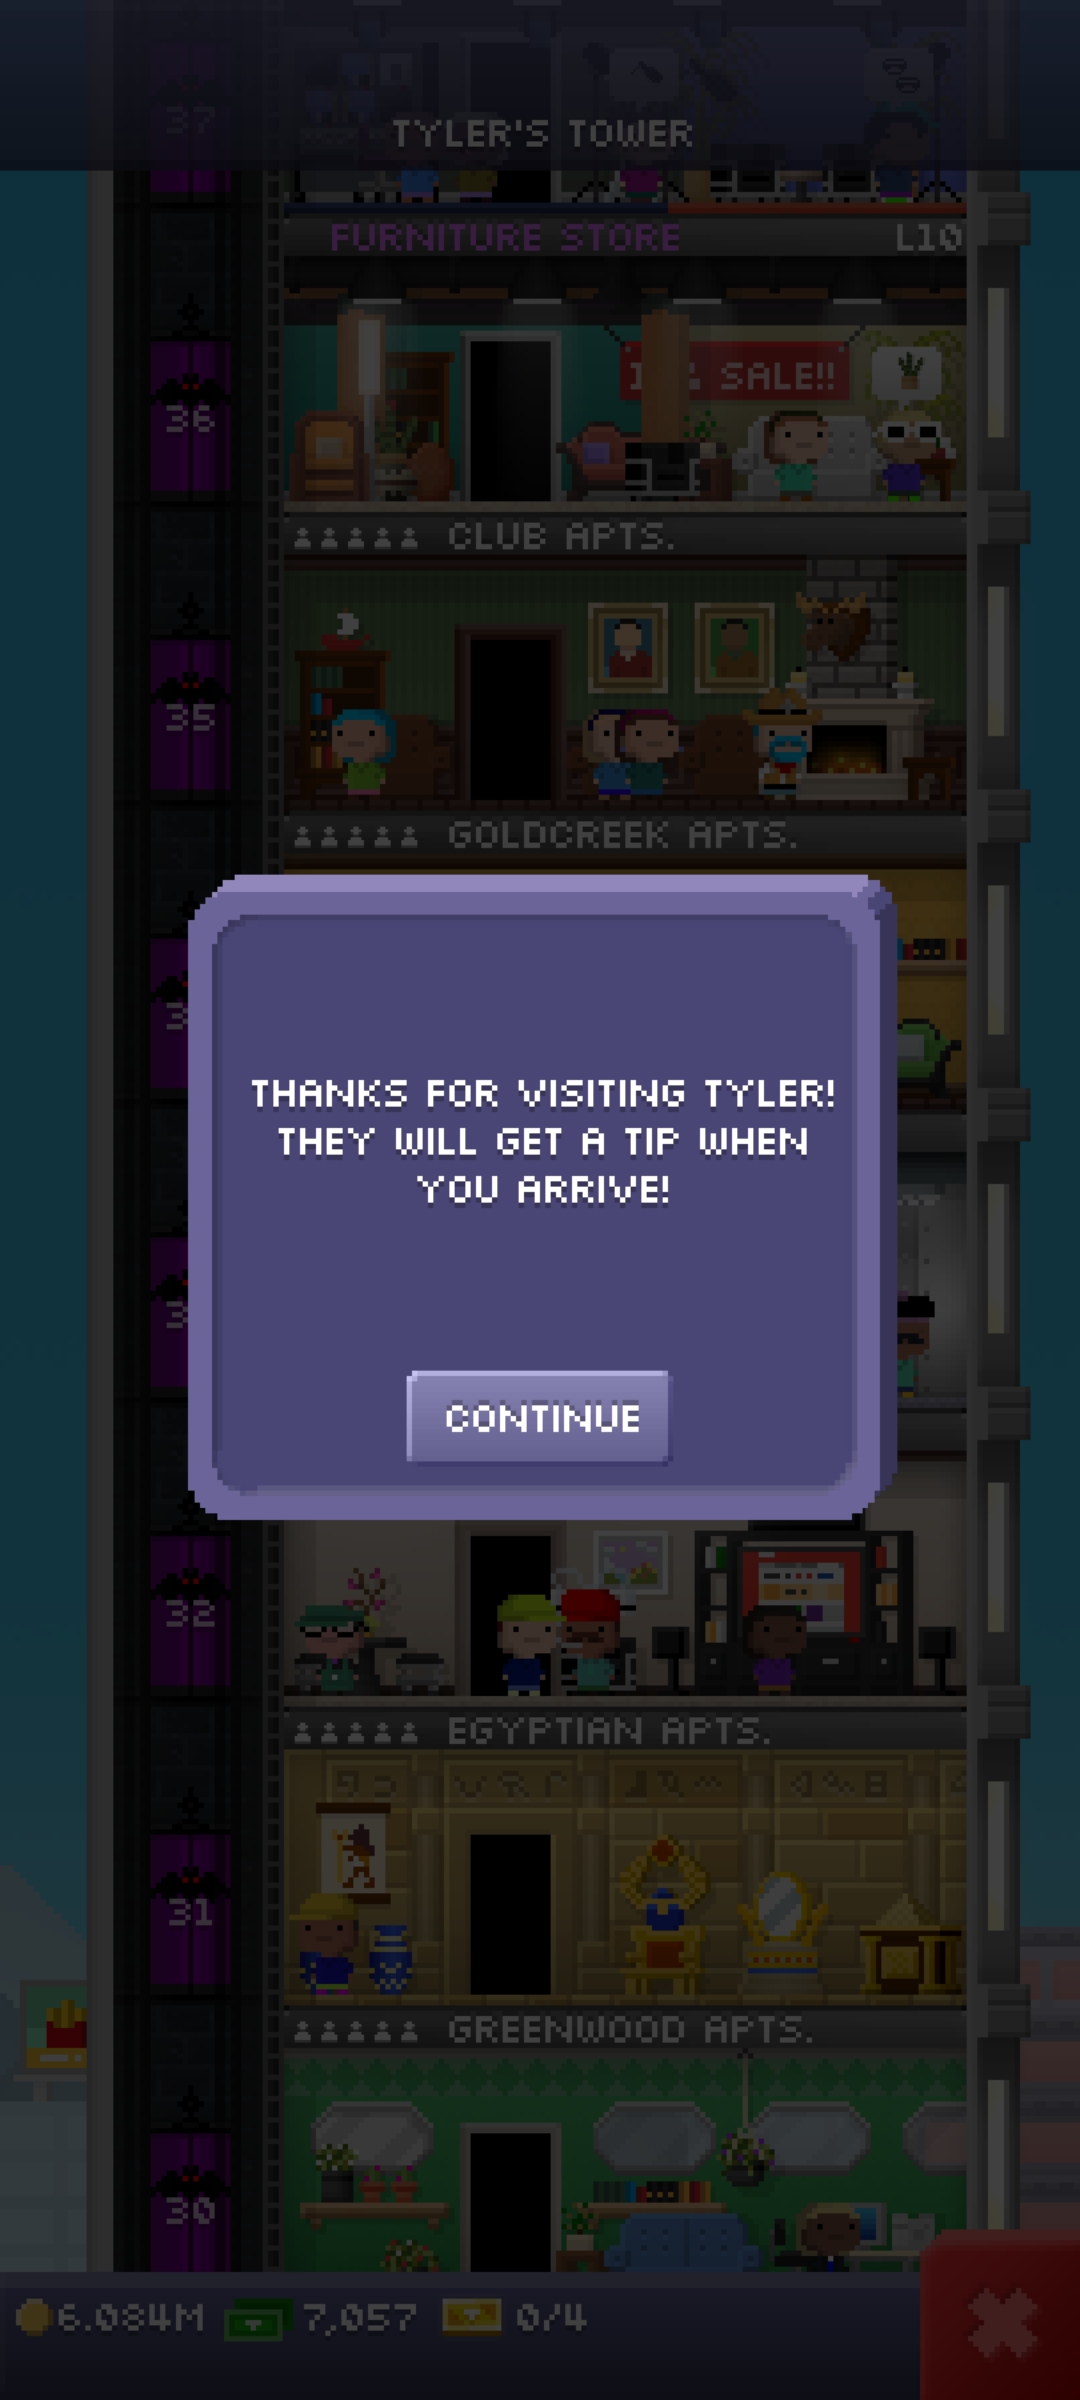 37
TYLER'S TOWER
FURNITURE STORE L10
36
SALE!!
CLUB APTS.
35
GOLDCREEK APTS.
THANKS FOR VISITING TYLER!
THEY WILL GET A TIP WHEN
YOU ARRIVE!
CONTINUE
32
EGYPTIAN APTS.
31
GREENWOOD APTS.
30
6.084M 7,057 0/4